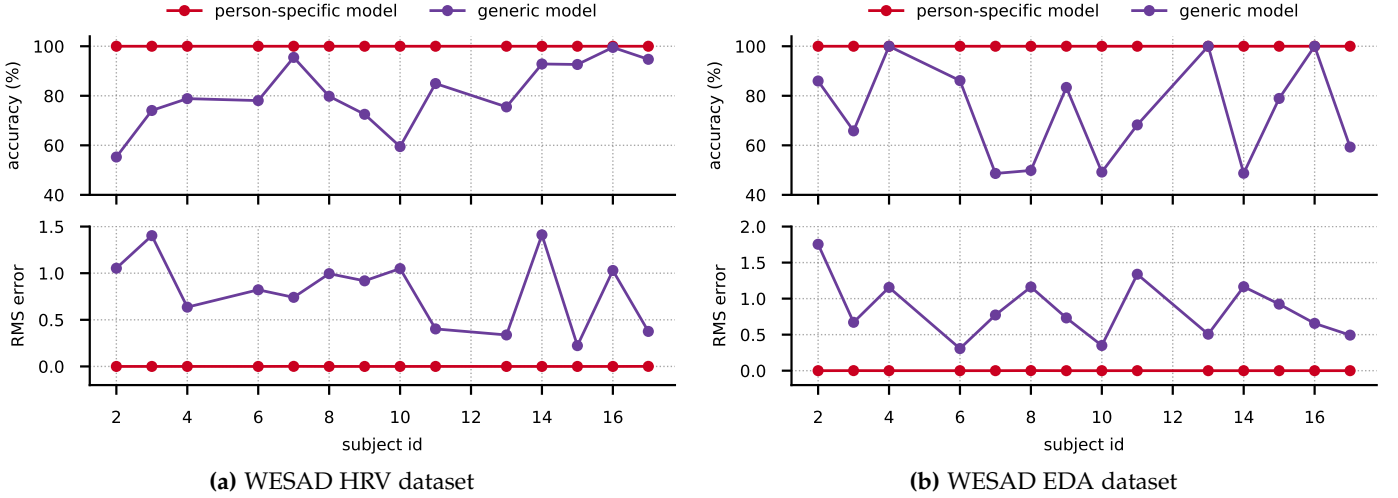 person-specific model generic model
100
80
60
40
accuracy (%)
1.5
1.0
0.5
0.0
RMS error
2 4 6 8 10 12 14 16
subject id
(a) WESAD HRV dataset
person-specific model generic model
100
80
60
40
accuracy (%)
2.0
1.5
1.0
0.5
0.0
RMS error
2 4 6 8 10 12 14 16
subject id
(b) WESAD EDA dataset